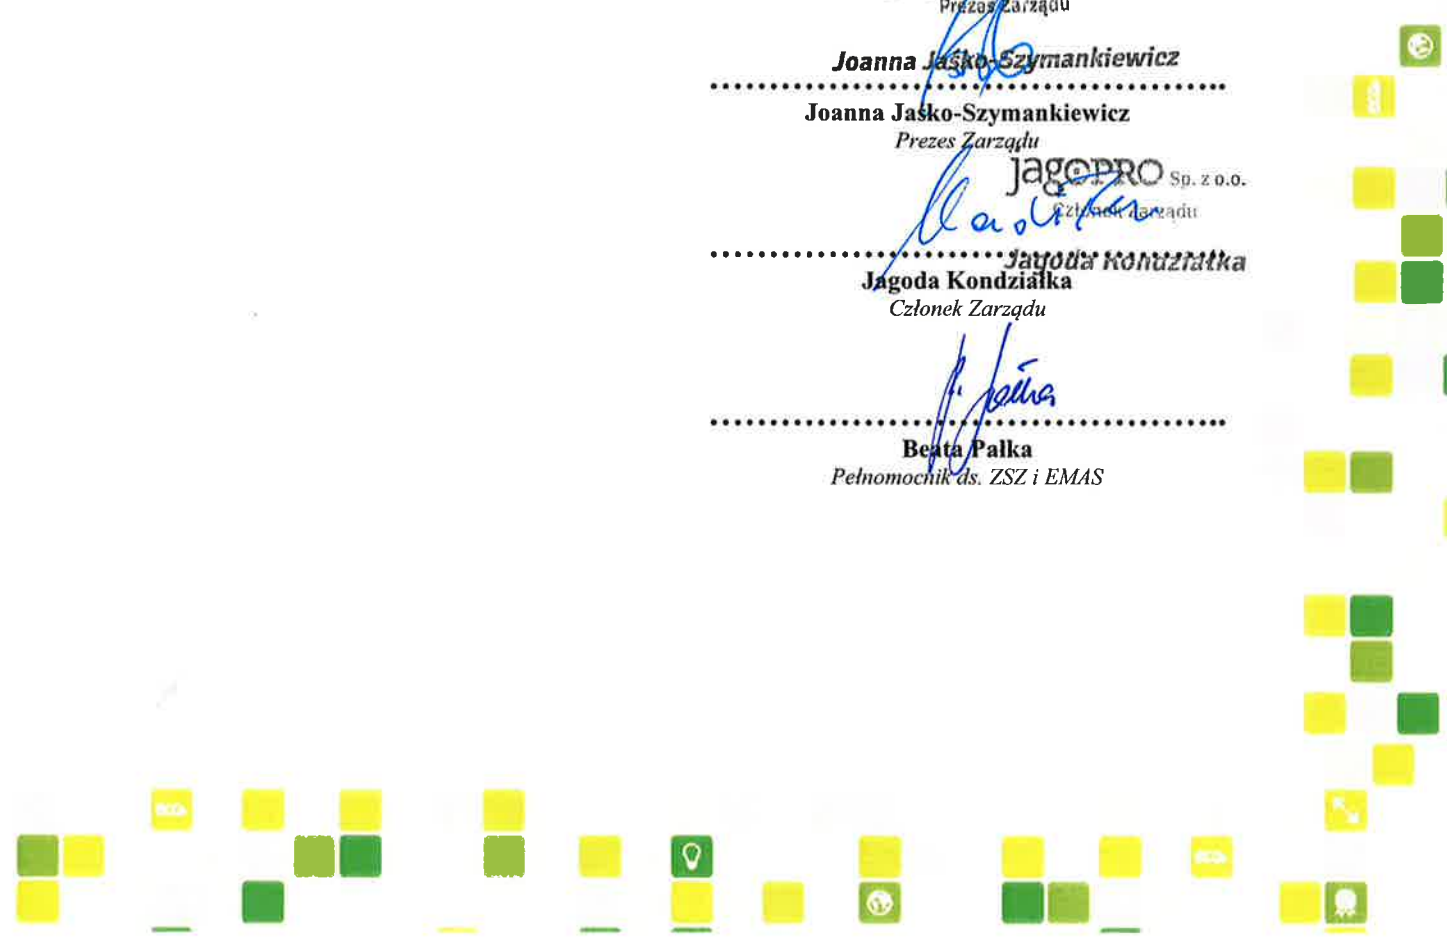 Prezes Zarządu
Joanna Jaśko-Szymankiewicz
Joanna Jaśko-Szymankiewicz
Prezes Zarządu
jagoPRO Sp. z o.o.
Członek Zarządu
Jagoda Kondziałka
Jagoda Kondziałka
Członek Zarządu
Beata Pałka
Pełnomocnik ds. ZSZ i EMAS